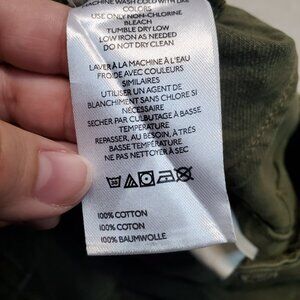 MACHINE WASH COLD WITH DRK
COLORS
USE ONLY NON-CHLORINE
BLEACH
TUMBLE DRY LOW
LOW IRON AS NEEDED
DO NOT DRY CLEAN
LAVER À LA MACHINE À L'EAU
FROIDE AVEC COULEURS
SIMILAIRES
UTILISER UN AGENT DE
BLANCHIMENT SANS CHLORE SI
NÉCESSAIRE
SÉCHER PAR CULBUTAGE À BASSE
TEMPÉRATURE
REPASSER, AU BESOIN, À TRÈS
BASSE TEMPÉRATURE
NE PAS NETTOYER À SEC
100% COTTON
100% COTON
100% BAUMWOLLE